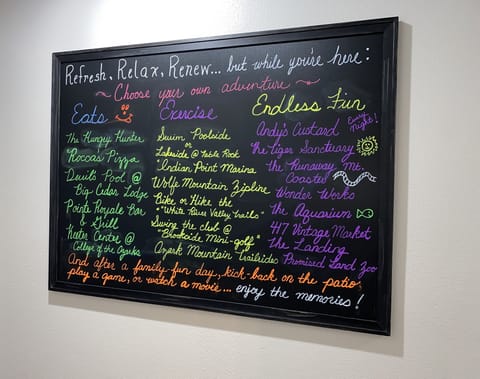 Refresh, Relax, Renew... but while you're here:
~ Choose your own adventure ~
Eats
The Hungry Hunter
Rocca's Pizza
Devil's Pool @
Big Cedar Lodge
Pointe Royale Bar
& Grill
Keeter Center @
College of the Ozarks
Exercise
Swim Poolside
or
Lakeside @ Table Rock
Indian Point Marina
Wolfe Mountain Zipline
Bike or Hike the
"White River Valley Trails"
Swing the club @
"Brookside Mini-golf"
Ozark Mountain Trailrides
Endless Fun
Andy's Custard Every Night!
The Tiger Sanctuary
The Runaway Mt.
Coaster
Wonder Works
The Aquarium
417 Vintage Market
The Landing
Promised Land Zoo
And after a family fun day, kick-back on the patio,
play a game, or watch a movie... enjoy the memories!